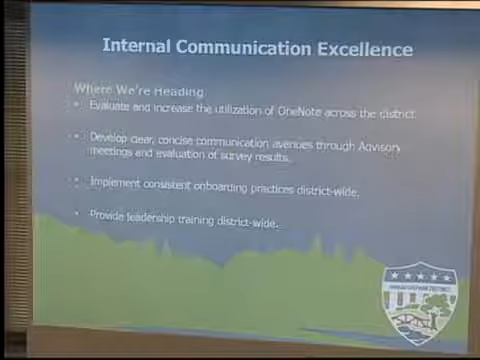 Internal Communication Excellence
Where We're Heading
• Evaluate and increase the utilization of OneNote across the district.
• Develop clear, concise communication avenues through Advisory
meetings and evaluation of survey results.
• Implement consistent onboarding practices district-wide.
• Provide leadership training district-wide.
PARK DISTRICT